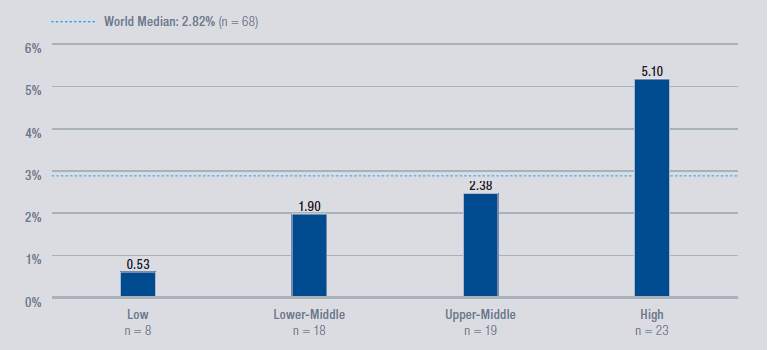 World Median: 2.82% (n = 68)
6%
5%
4%
3%
2%
1%
0%
0.53
1.90
2.38
5.10
Low
Lower-Middle
Upper-Middle
High
n = 8
n = 18
n = 19
n = 23